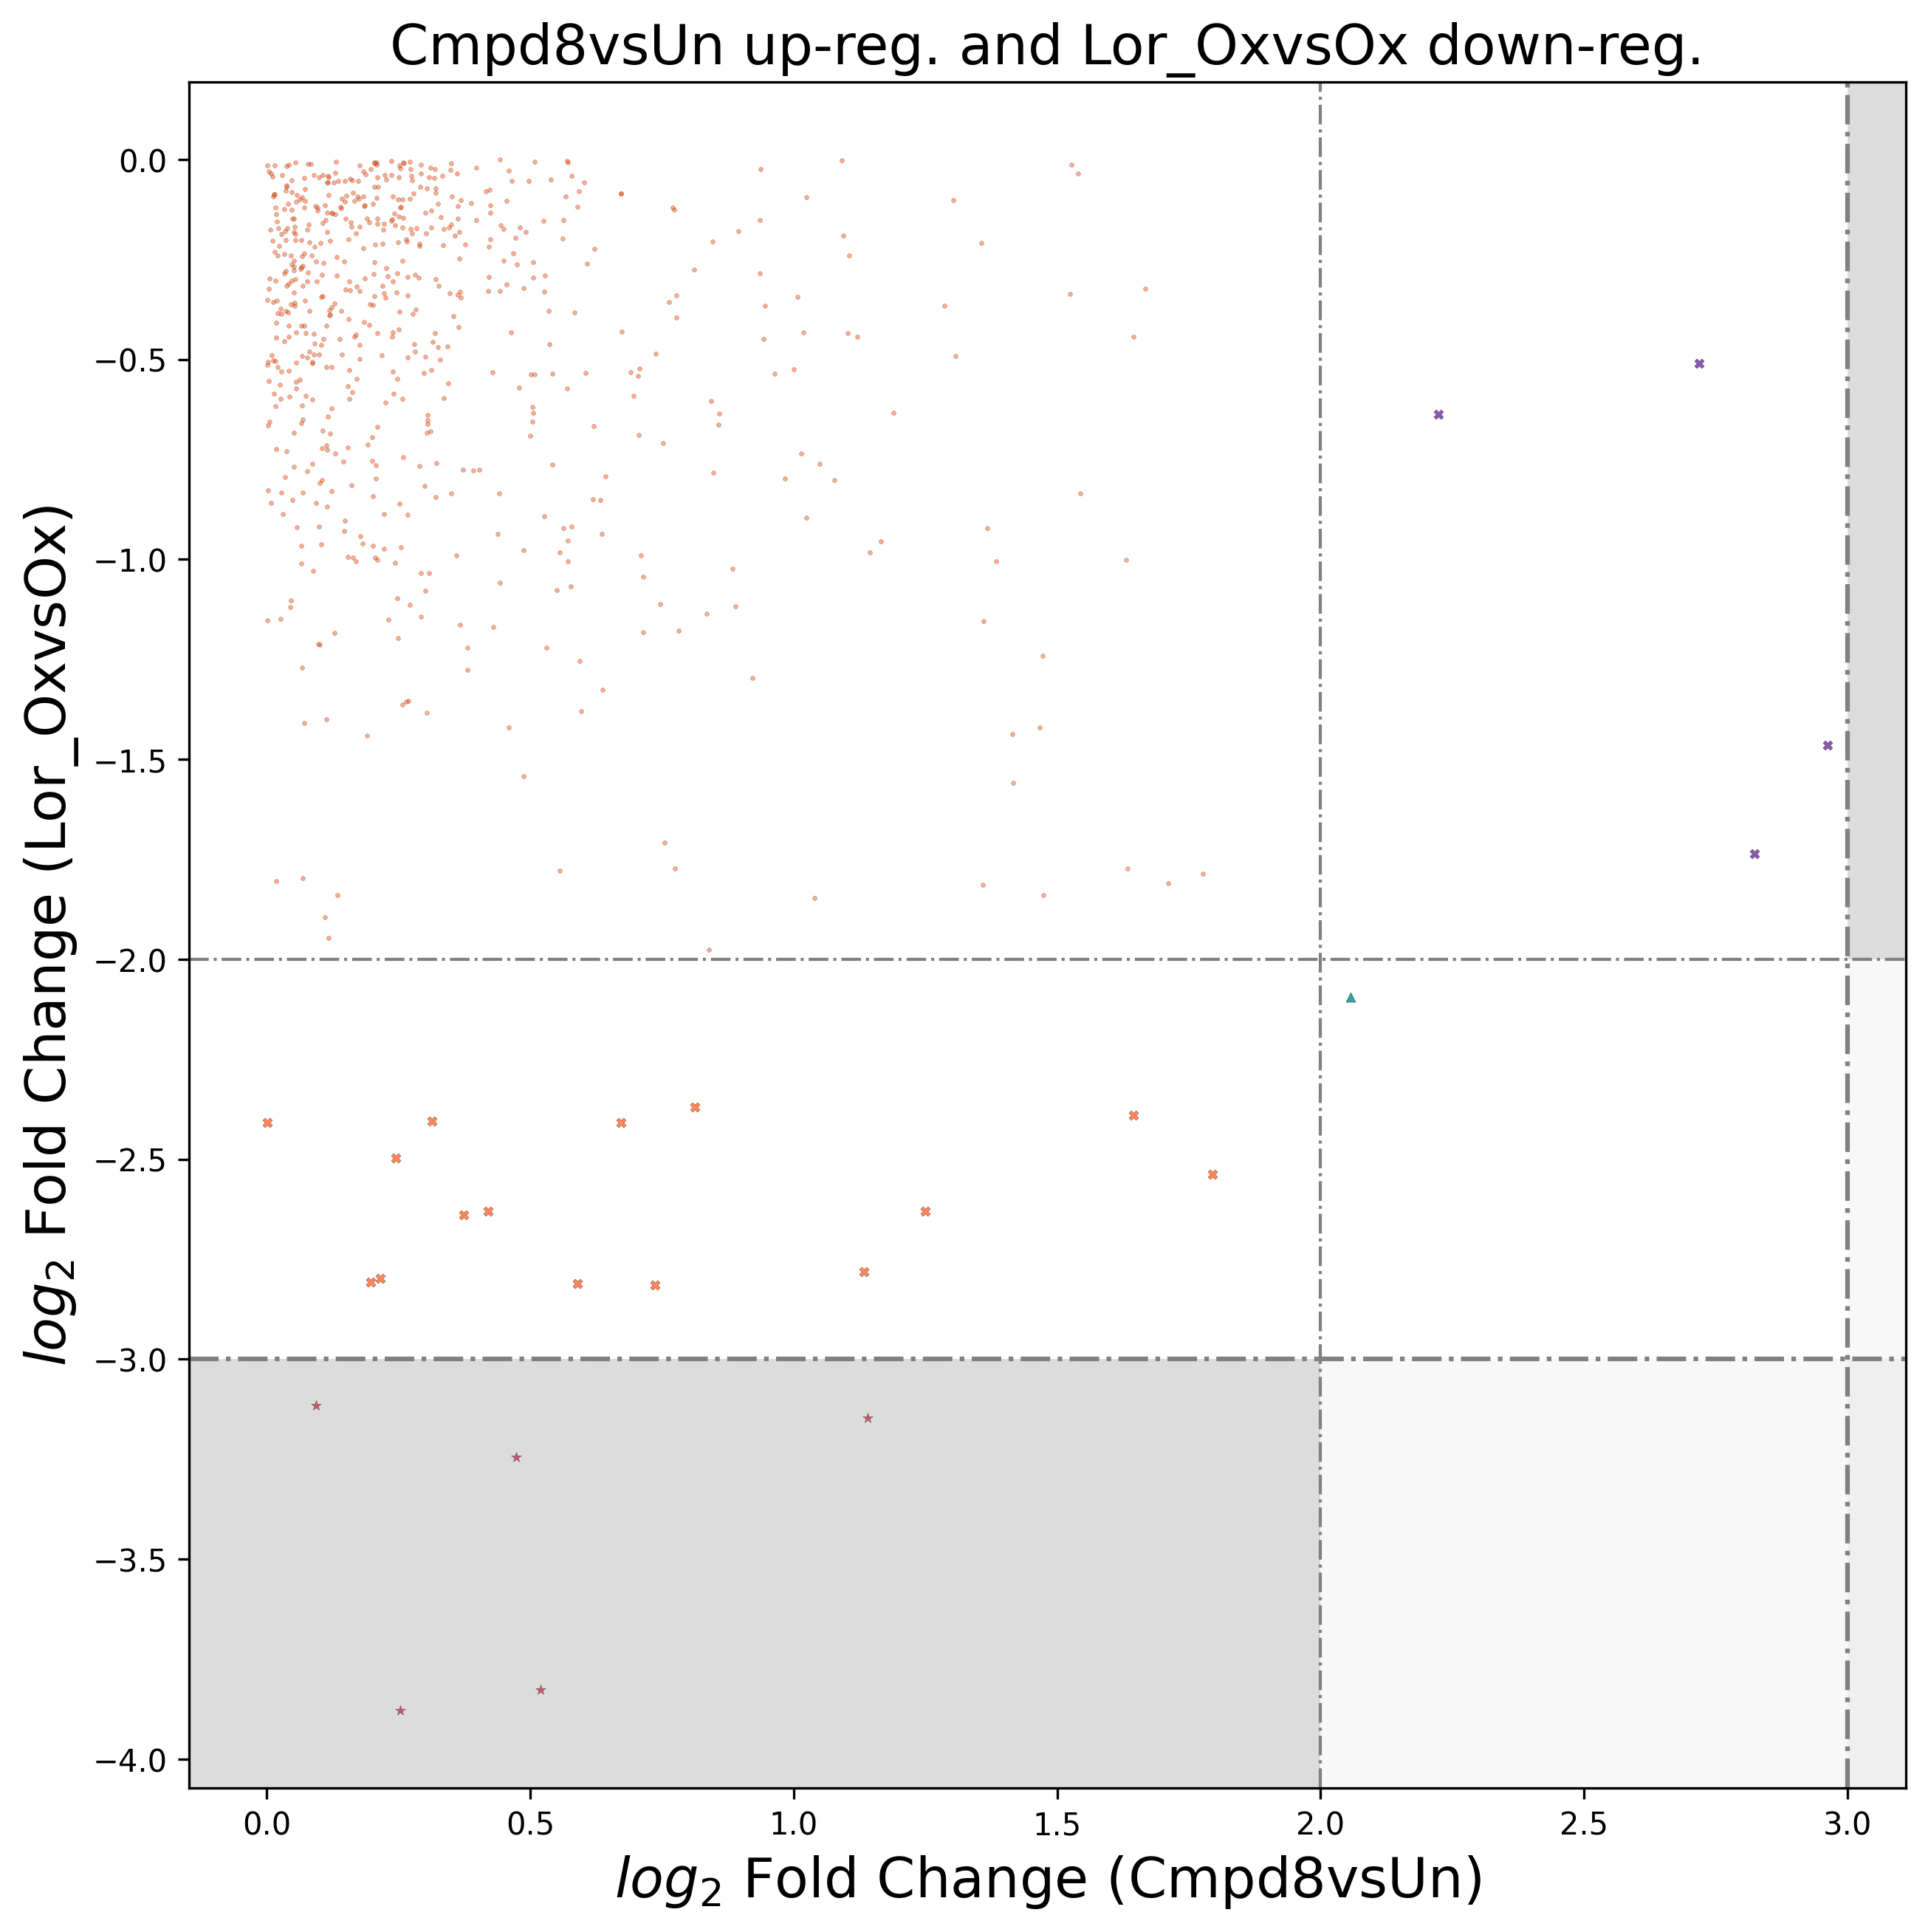 Cmpd8vsUn up-reg. and Lor_OxvsOx down-reg.
log2 Fold Change (Lor_OxvsOx)
0.0
−0.5
−1.0
−1.5
−2.0
−2.5
−3.0
−3.5
−4.0
0.0 0.5 1.0 1.5 2.0 2.5 3.0
log2 Fold Change (Cmpd8vsUn)